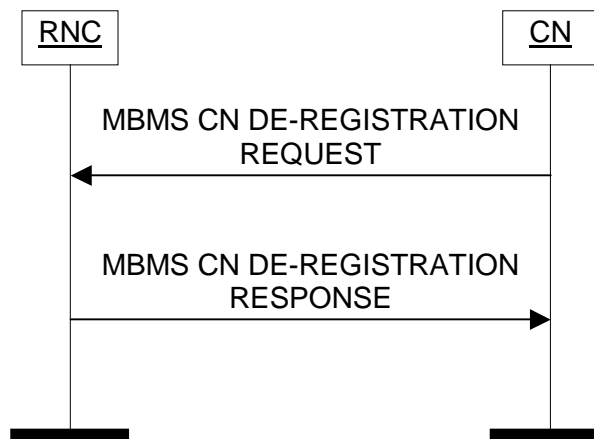 RNC
CN
MBMS CN DE-REGISTRATION
REQUEST
MBMS CN DE-REGISTRATION
RESPONSE